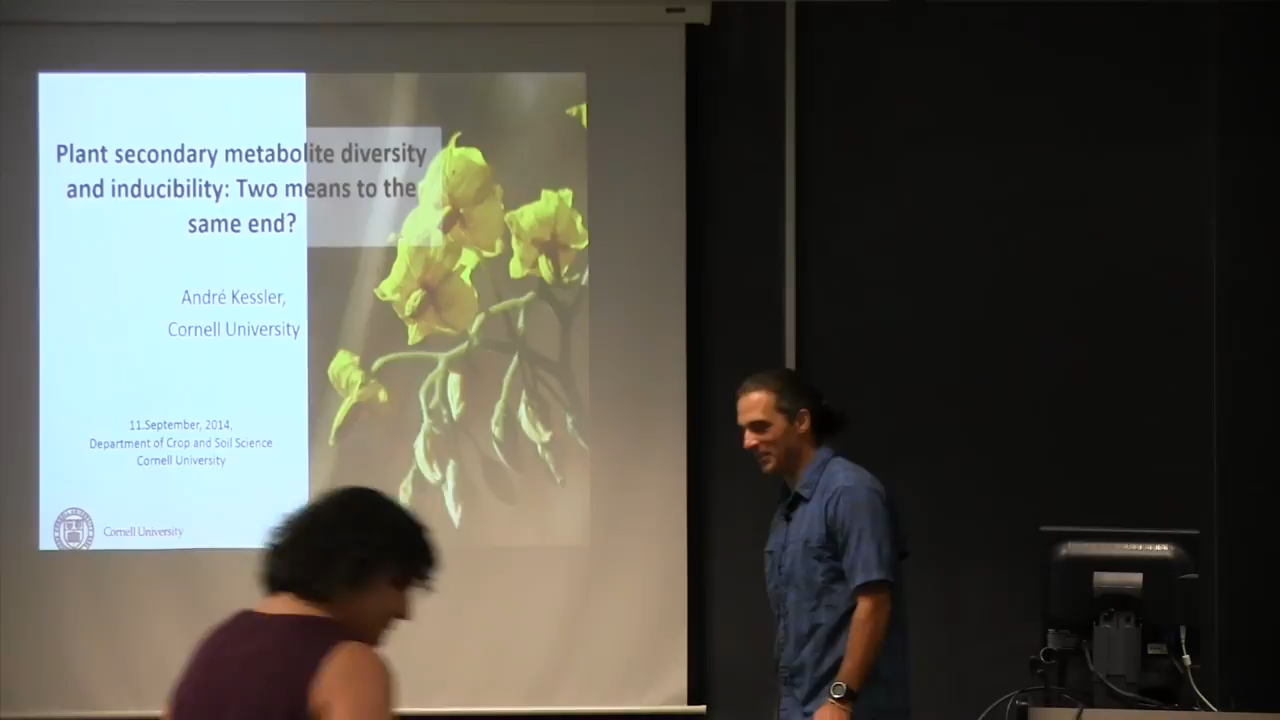 Plant secondary metabolite diversity
and inducibility: Two means to the
same end?
André Kessler,
Cornell University
11.September, 2014,
Department of Crop and Soil Science
Cornell University
Cornell University